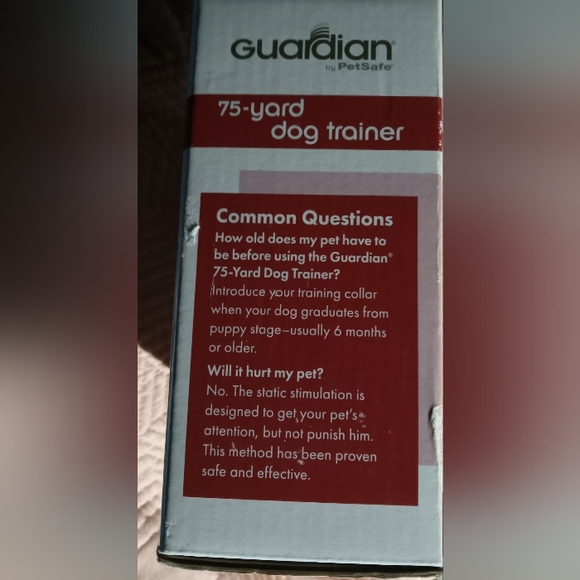 Guardian®
by PetSafe®
75-yard
dog trainer
Common Questions
How old does my pet have to
be before using the Guardian®
75-Yard Dog Trainer?
Introduce your training collar
when your dog graduates from
puppy stage–usually 6 months
or older.
Will it hurt my pet?
No. The static stimulation is
designed to get your pet's
attention, but not punish him.
This method has been proven
safe and effective.